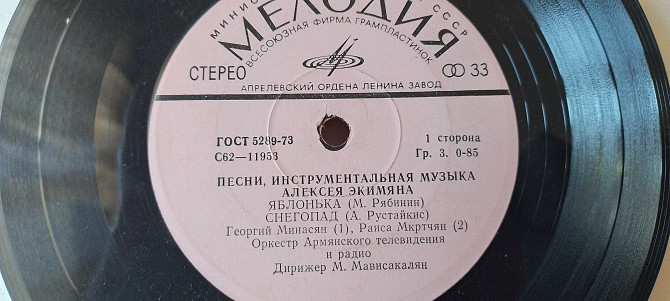 МИНИС СССР
МЕЛОДИЯ
ВСЕСОЮЗНАЯ ФИРМА ГРАМПЛАСТИНОК
СТЕРЕО
33
АПРЕЛЕВСКИЙ ОРДЕНА ЛЕНИНА ЗАВОД
ГОСТ 5289-73
1 сторона
С62—11953
Гр. 3. 0-85
ПЕСНИ, ИНСТРУМЕНТАЛЬНАЯ МУЗЫКА
АЛЕКСЕЯ ЭКИМЯНА
ЯБЛОНЬКА (М. Рябинин)
СНЕГОПАД (А. Рустайкис)
Георгий Минасян (1), Раиса Мкртчян (2)
Оркестр Армянского телевидения
и радио
Дирижер М. Мависакалян